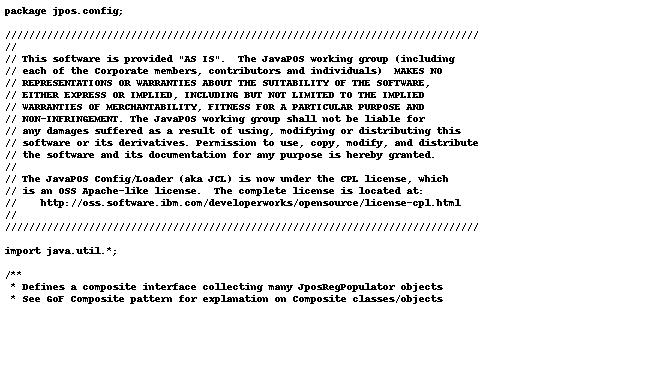 package jpos.config;
///////////////////////////////////////////////////////////////////////////////
//
// This software is provided "AS IS".  The JavaPOS working group (including
// each of the Corporate members, contributors and individuals)  MAKES NO
// REPRESENTATIONS OR WARRANTIES ABOUT THE SUITABILITY OF THE SOFTWARE,
// EITHER EXPRESS OR IMPLIED, INCLUDING BUT NOT LIMITED TO THE IMPLIED
// WARRANTIES OF MERCHANTABILITY, FITNESS FOR A PARTICULAR PURPOSE AND
// NON-INFRINGEMENT. The JavaPOS working group shall not be liable for
// any damages suffered as a result of using, modifying or distributing this
// software or its derivatives. Permission to use, copy, modify, and distribute
// the software and its documentation for any purpose is hereby granted.
//
// The JavaPOS Config/Loader (aka JCL) is now under the CPL license, which
// is an OSS Apache-like license.  The complete license is located at:
//    http://oss.software.ibm.com/developerworks/opensource/license-cpl.html
//
///////////////////////////////////////////////////////////////////////////////
import java.util.*;
/**
 * Defines a composite interface collecting many JposRegPopulator objects
 * See GoF Composite pattern for explanation on Composite classes/objects